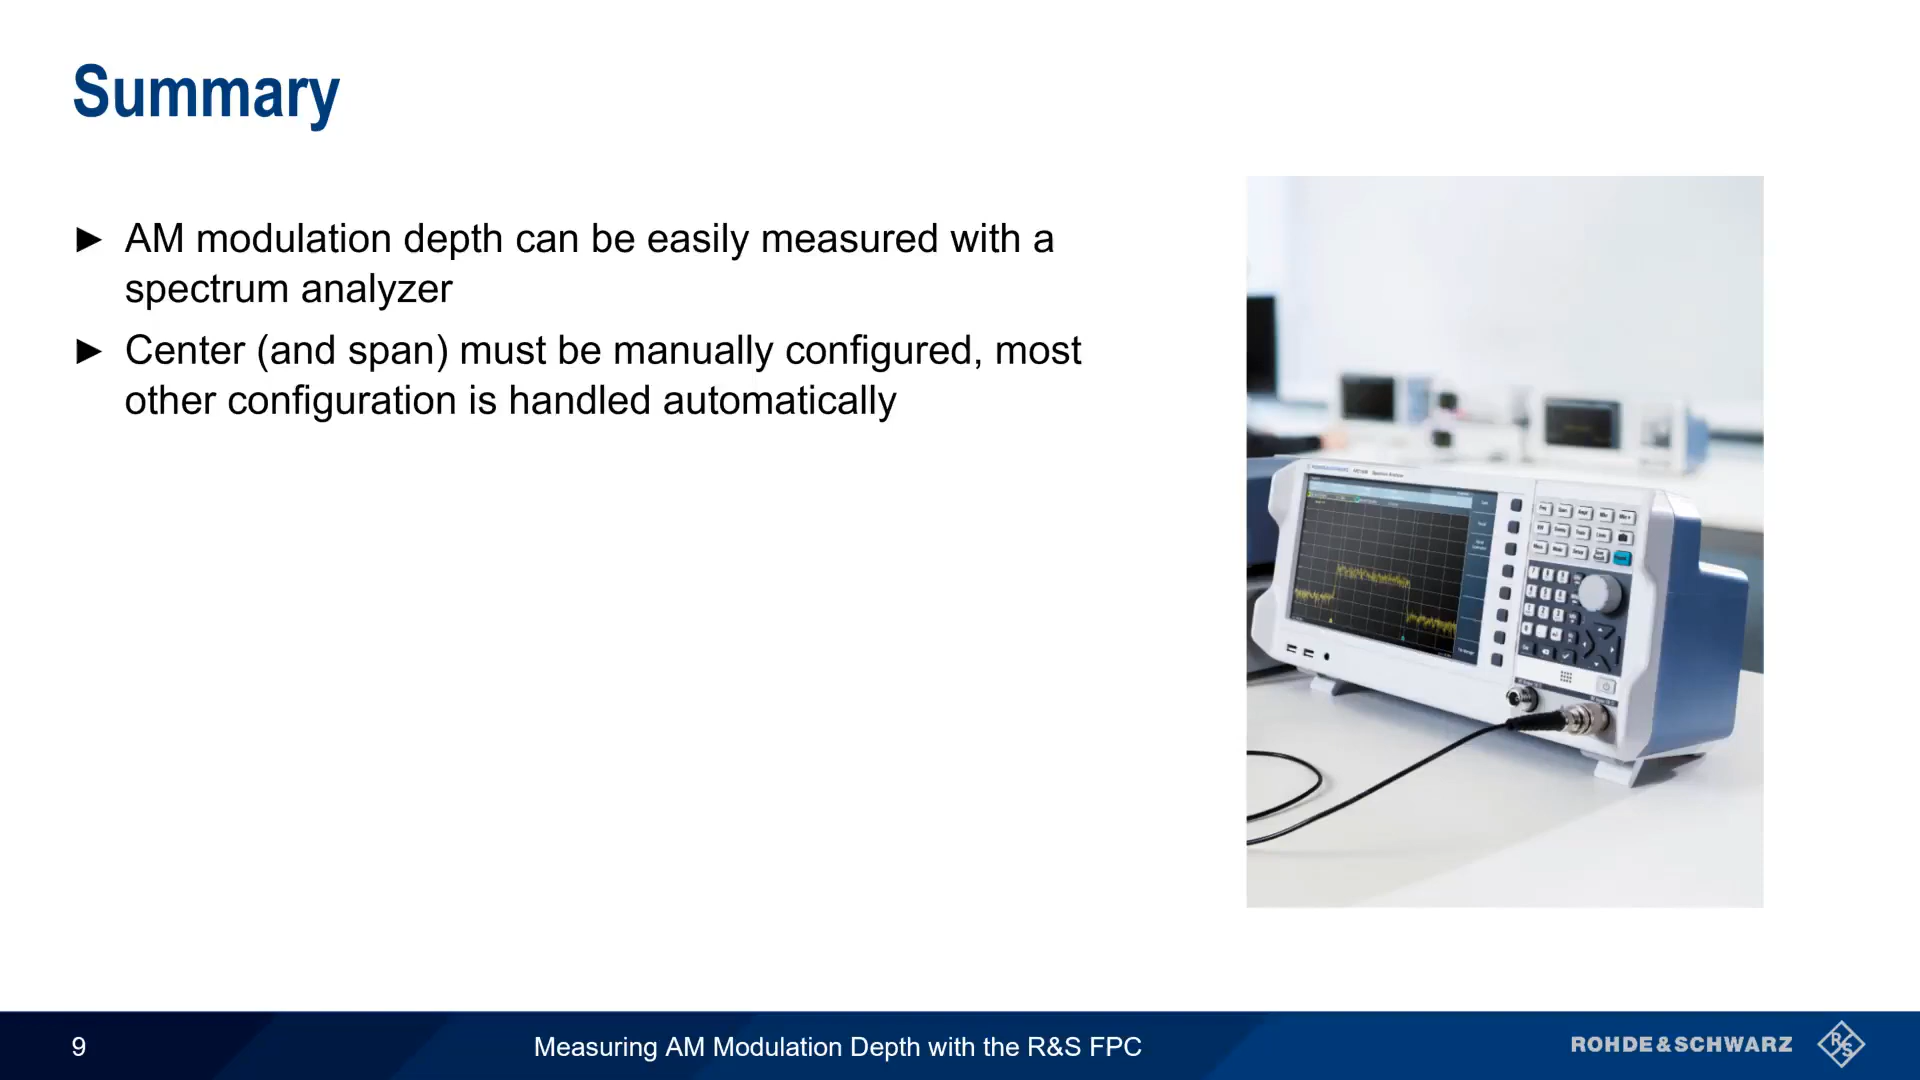 Summary
► AM modulation depth can be easily measured with a
spectrum analyzer
► Center (and span) must be manually configured, most
other configuration is handled automatically
9
Measuring AM Modulation Depth with the R&S FPC
ROHDE&SCHWARZ
R&S